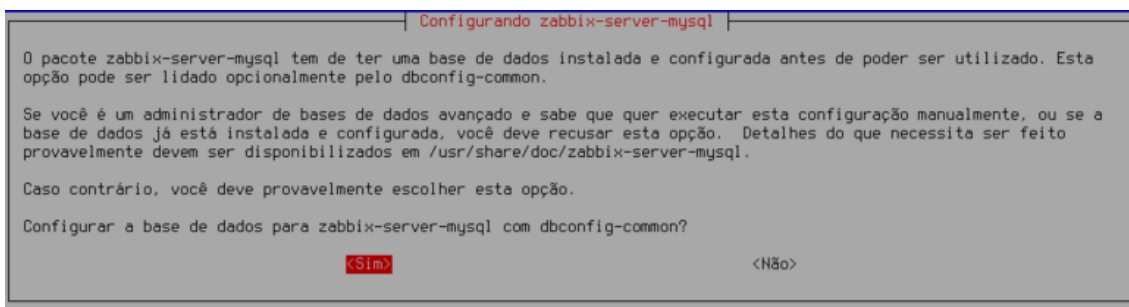 Configurando zabbix-server-mysql
O pacote zabbix-server-mysql tem de ter uma base de dados instalada e configurada antes de poder ser utilizado. Esta
opção pode ser lidado opcionalmente pelo dbconfig-common.
Se você é um administrador de bases de dados avançado e sabe que quer executar esta configuração manualmente, ou se a
base de dados já está instalada e configurada, você deve recusar esta opção. Detalhes do que necessita ser feito
provavelmente devem ser disponibilizados em /usr/share/doc/zabbix-server-mysql.
Caso contrário, você deve provavelmente escolher esta opção.
Configurar a base de dados para zabbix-server-mysql com dbconfig-common?
<Sim> <Não>